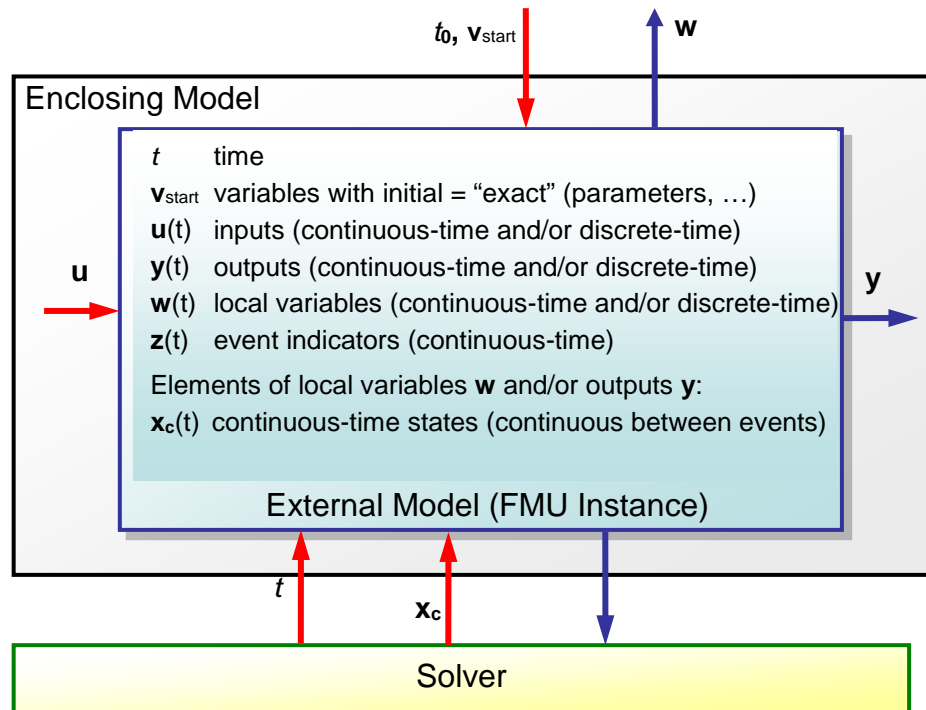 t0, vstart
w
Enclosing Model
t time
vstart variables with initial = “exact” (parameters, …)
u(t) inputs (continuous-time and/or discrete-time)
y(t) outputs (continuous-time and/or discrete-time)
w(t) local variables (continuous-time and/or discrete-time)
z(t) event indicators (continuous-time)
Elements of local variables w and/or outputs y:
xc(t) continuous-time states (continuous between events)
u
y
External Model (FMU Instance)
t
xc
Solver